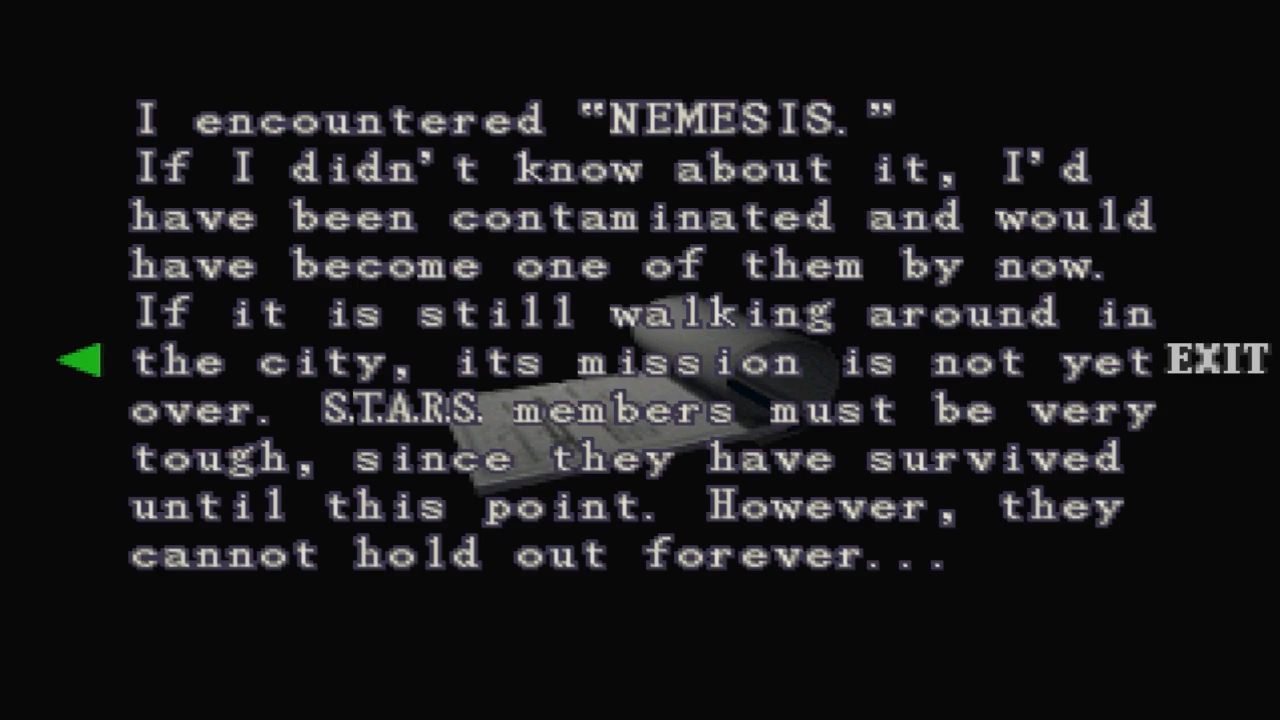 I encountered “NEMESIS.”
If I didn’t know about it, I’d
have been contaminated and would
have become one of them by now.
If it is still walking around in
the city, its mission is not yet
EXIT
over. S.T.A.R.S. members must be very
tough, since they have survived
until this point. However, they
cannot hold out forever...